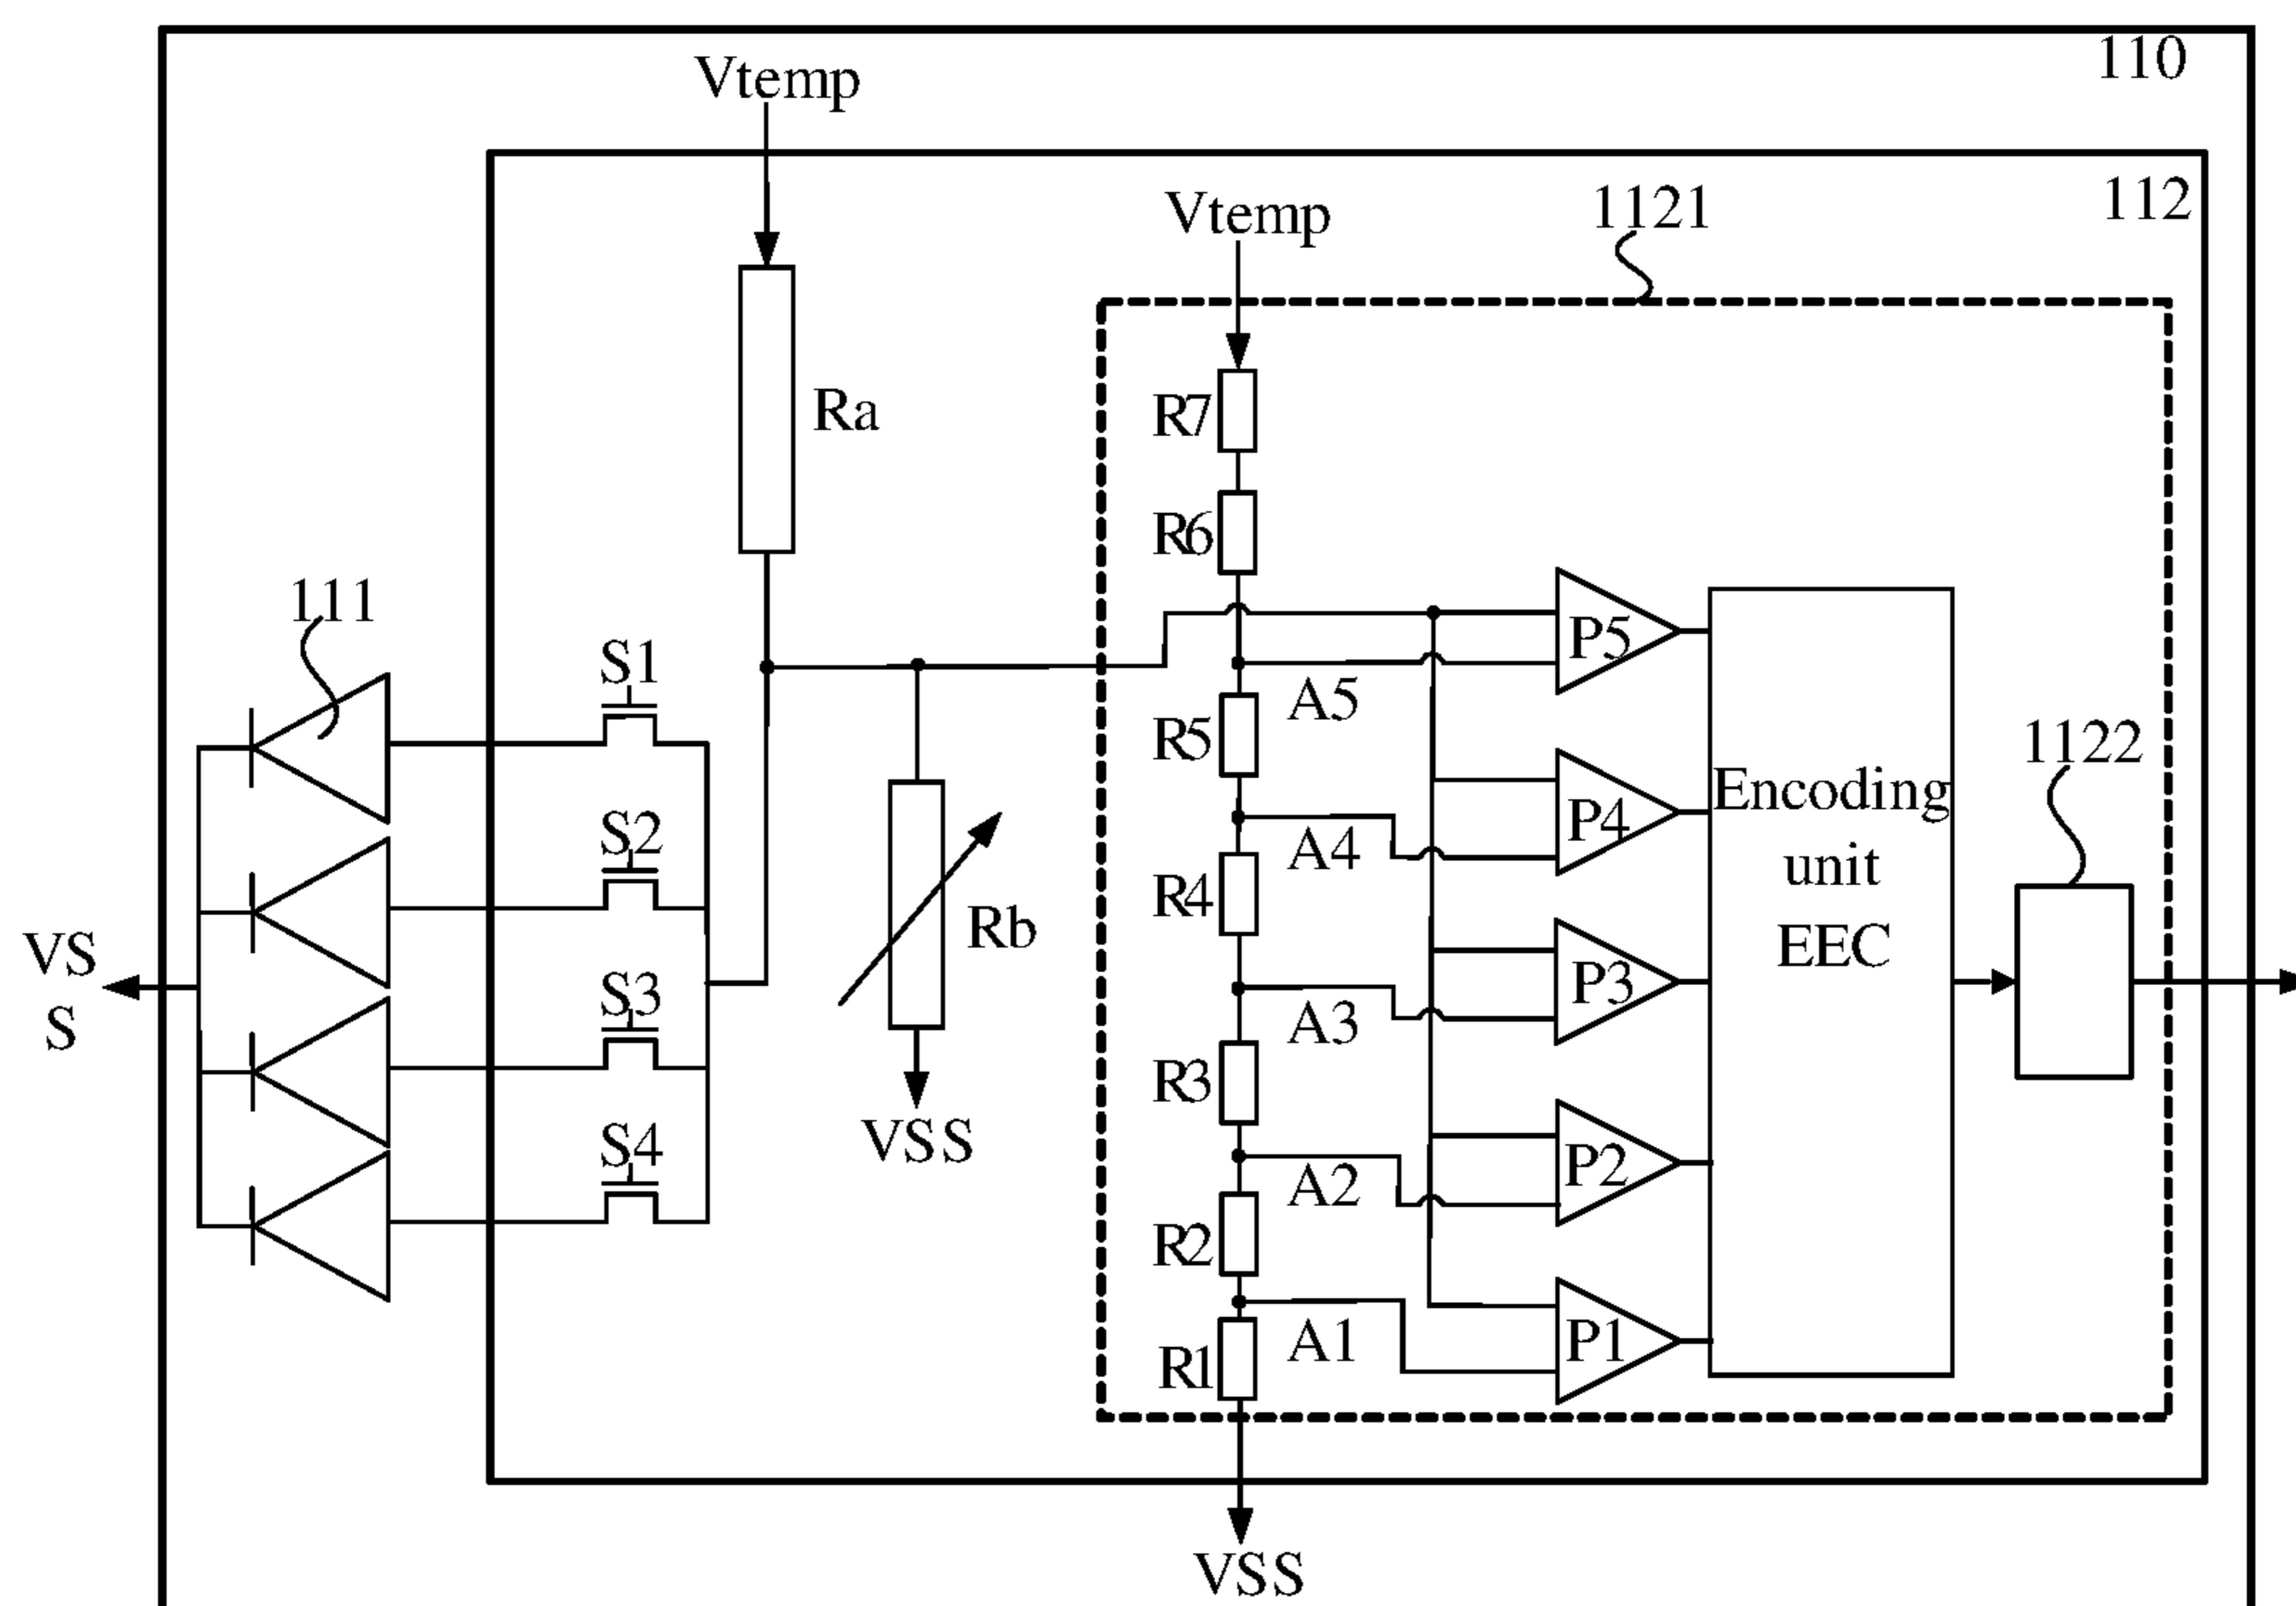 110
Vtemp
112
Vtemp
1121
R7
Ra
R6
111
S1
P5
A5
R5
1122
Encoding
unit
EEC
S2
P4
A4
R4
Rb
VS
S
S3
P3
A3
R3
VSS
S4
P2
A2
R2
P1
A1
R1
VSS